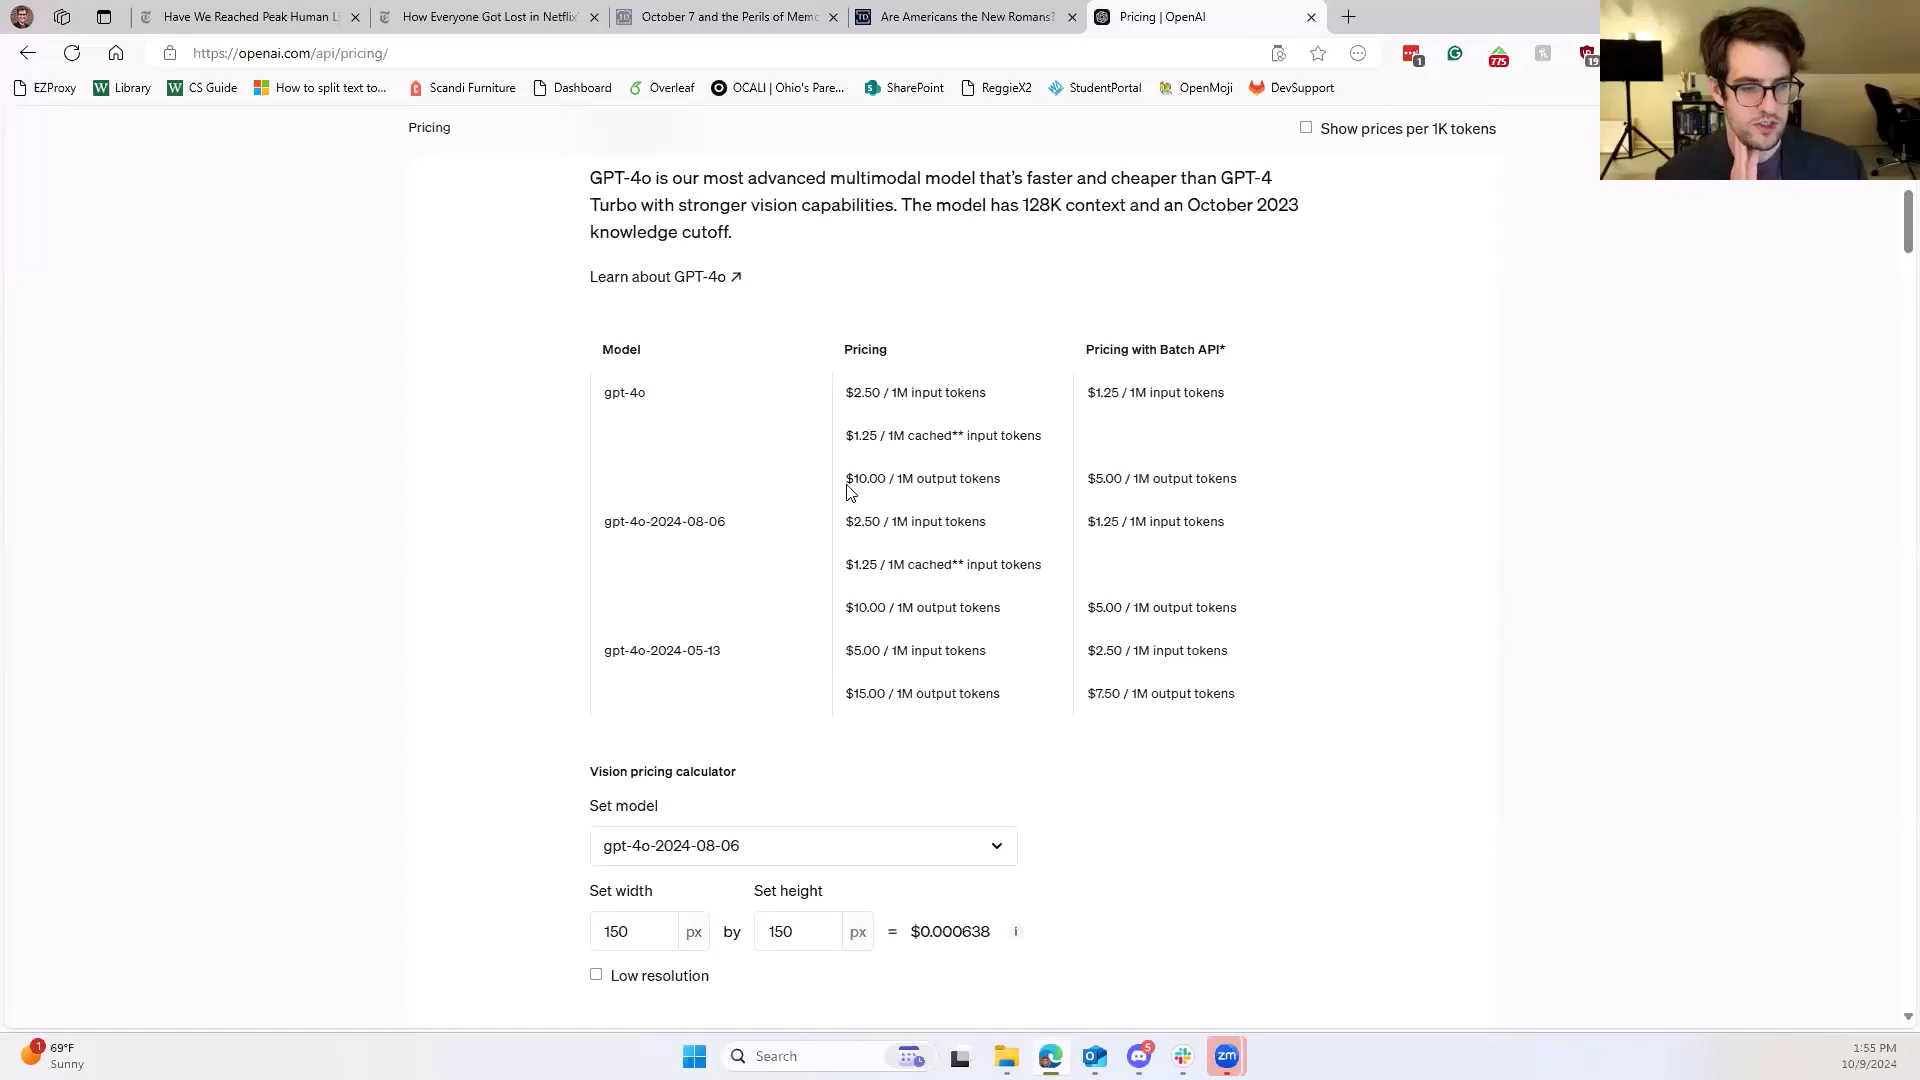 Have We Reached Peak Human Li
How Everyone Got Lost in Netflix'
October 7 and the Perils of Memo
Are Americans the New Romans?
Pricing | OpenAI
https://openai.com/api/pricing/
1
775
19
EZProxy
Library
CS Guide
How to split text to...
Scandi Furniture
Dashboard
Overleaf
OCALI | Ohio's Pare...
SharePoint
ReggieX2
StudentPortal
OpenMoji
DevSupport
Pricing
Show prices per 1K tokens
GPT-4o is our most advanced multimodal model that's faster and cheaper than GPT-4
Turbo with stronger vision capabilities. The model has 128K context and an October 2023
knowledge cutoff.
Learn about GPT-4o ↗
Model Pricing Pricing with Batch API*
gpt-4o $2.50 / 1M input tokens $1.25 / 1M input tokens
$1.25 / 1M cached** input tokens
$10.00 / 1M output tokens $5.00 / 1M output tokens
gpt-4o-2024-08-06 $2.50 / 1M input tokens $1.25 / 1M input tokens
$1.25 / 1M cached** input tokens
$10.00 / 1M output tokens $5.00 / 1M output tokens
gpt-4o-2024-05-13 $5.00 / 1M input tokens $2.50 / 1M input tokens
$15.00 / 1M output tokens $7.50 / 1M output tokens
Vision pricing calculator
Set model
gpt-4o-2024-08-06
Set width Set height
150 px by 150 px = $0.000638 i
Low resolution
1
69°F
Sunny
Search
5
zm
1:55 PM
10/9/2024